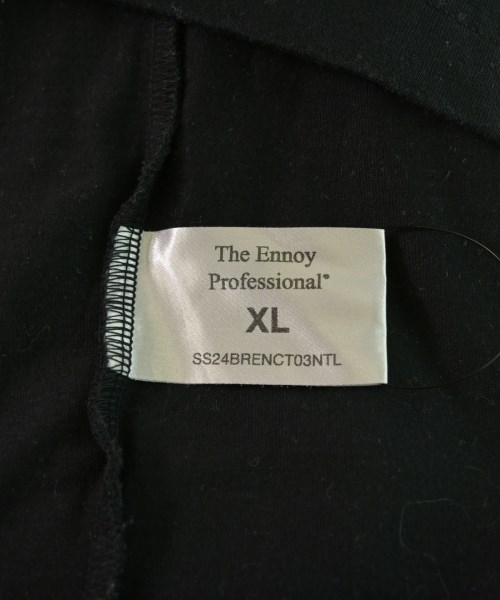 The Ennoy
Professional®
XL
SS24BRENCT03NTL